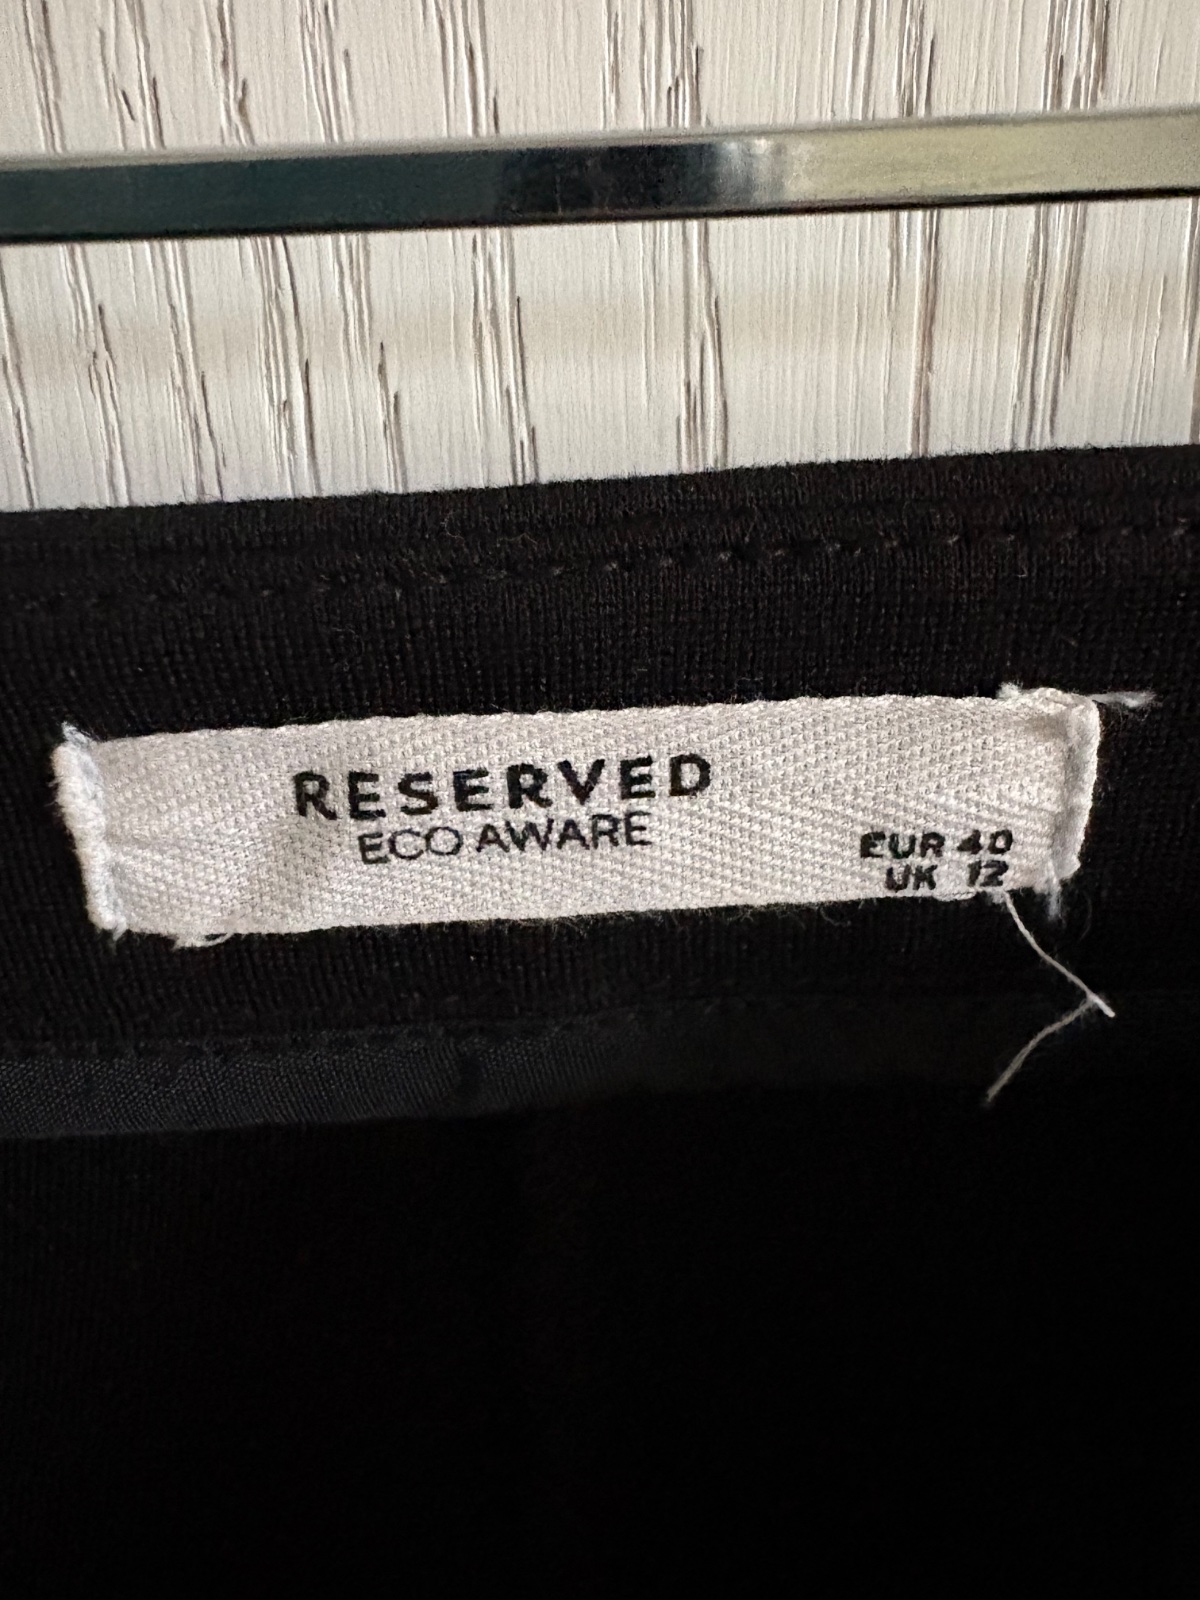 RESERVED
ECO AWARE
EUR 40
UK 12